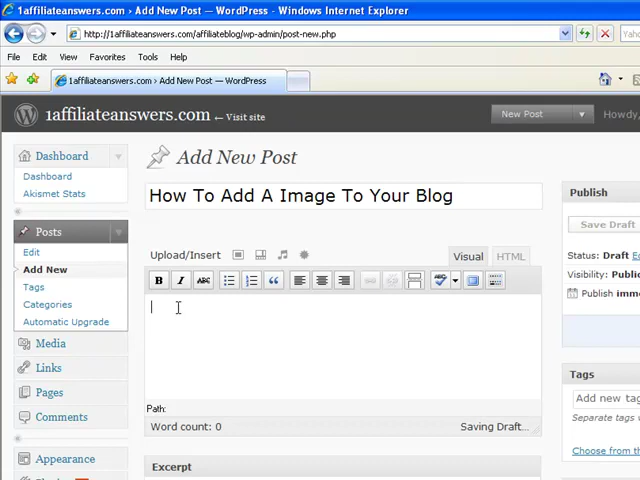 1affiliateanswers.com › Add New Post — WordPress - Windows Internet Explorer
http://1affiliateanswers.com/affiliateblog/wp-admin/post-new.php
File Edit View Favorites Tools Help
1affiliateanswers.com › Add New Post — WordPress
1affiliateanswers.com ← Visit site New Post Howdy,
Dashboard
Dashboard
Akismet Stats
Posts
Edit
Add New
Tags
Categories
Automatic Upgrade
Media
Links
Pages
Comments
Appearance
Add New Post
How To Add A Image To Your Blog
Upload/Insert Visual HTML
B I ABC
Path:
Word count: 0 Saving Draft...
Excerpt
Publish
Save Draft
Status: Draft
Visibility:
Publish
Tags
Add new
Separate tags
Choose from